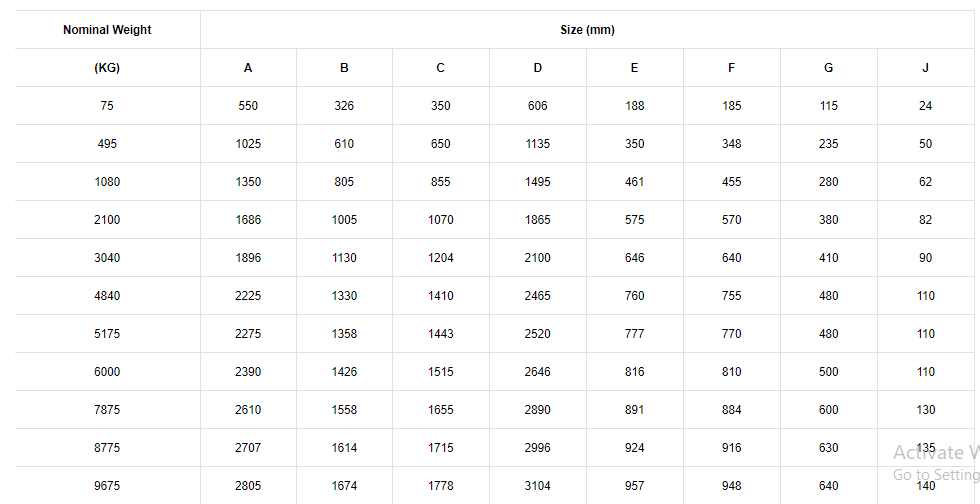 Nominal Weight Size (mm)
(KG) A B C D E F G J
75 550 326 350 606 188 185 115 24
495 1025 610 650 1135 350 348 235 50
1080 1350 805 855 1495 461 455 280 62
2100 1686 1005 1070 1865 575 570 380 82
3040 1896 1130 1204 2100 646 640 410 90
4840 2225 1330 1410 2465 760 755 480 110
5175 2275 1358 1443 2520 777 770 480 110
6000 2390 1426 1515 2646 816 810 500 110
7875 2610 1558 1655 2890 891 884 600 130
8775 2707 1614 1715 2996 924 916 630 135
Activate W
Go to Setting
9675 2805 1674 1778 3104 957 948 640 140